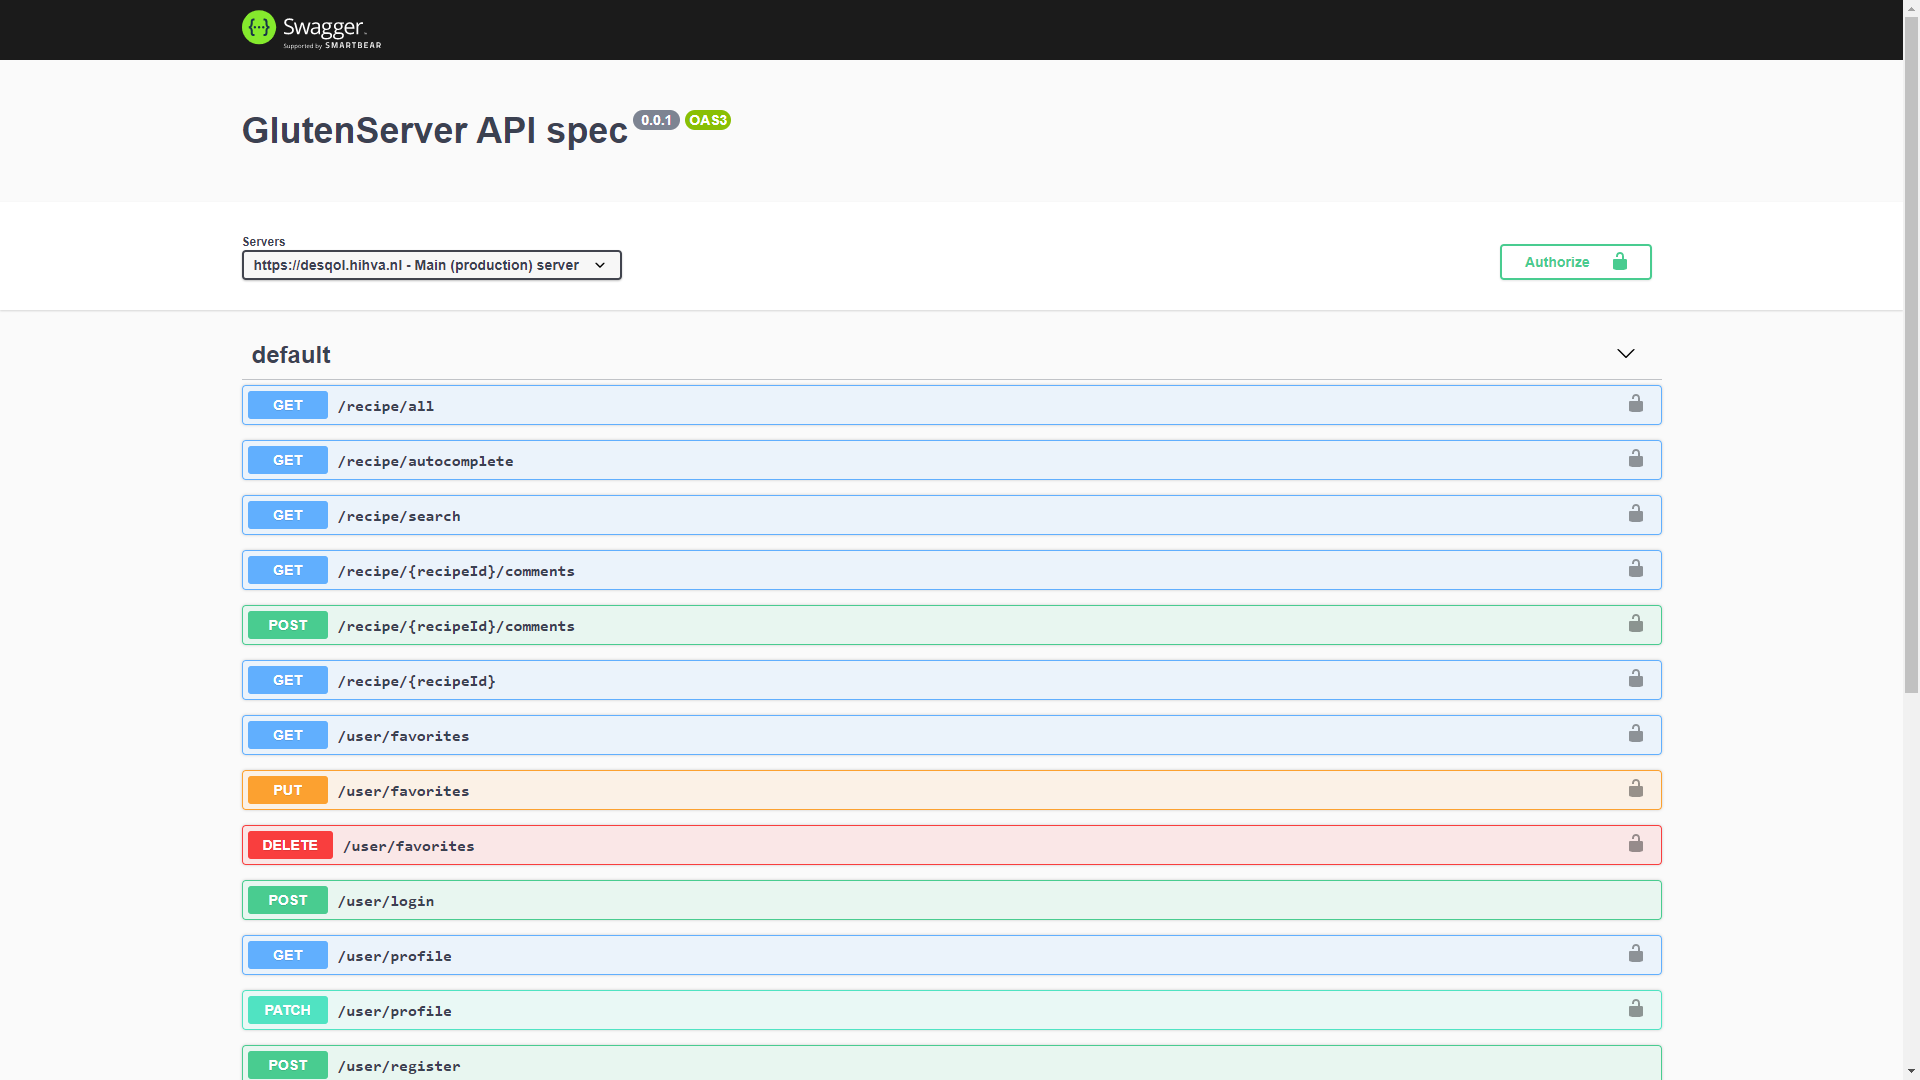 Swagger
Supported by SMARTBEAR
GlutenServer API spec 0.0.1 OAS3
Servers
https://desqol.hihva.nl - Main (production) server
Authorize
default
GET /recipe/all
GET /recipe/autocomplete
GET /recipe/search
GET /recipe/{recipeId}/comments
POST /recipe/{recipeId}/comments
GET /recipe/{recipeId}
GET /user/favorites
PUT /user/favorites
DELETE /user/favorites
POST /user/login
GET /user/profile
PATCH /user/profile
POST /user/register